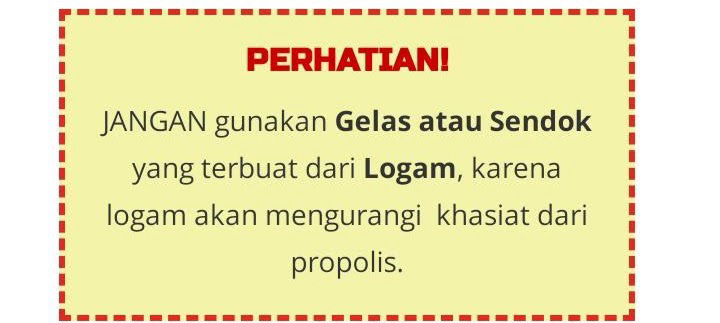 PERHATIAN!
JANGAN gunakan Gelas atau Sendok
yang terbuat dari Logam, karena
logam akan mengurangi  khasiat dari
propolis.